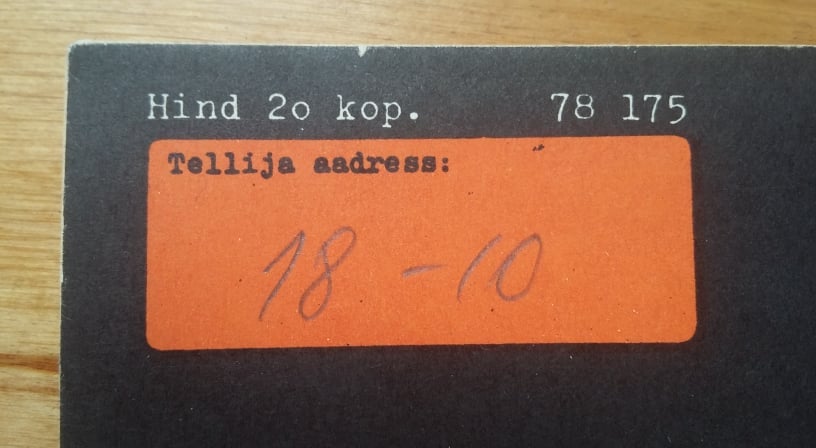 Hind 2o kop. 78 175
Tellija aadress:
18 - 10